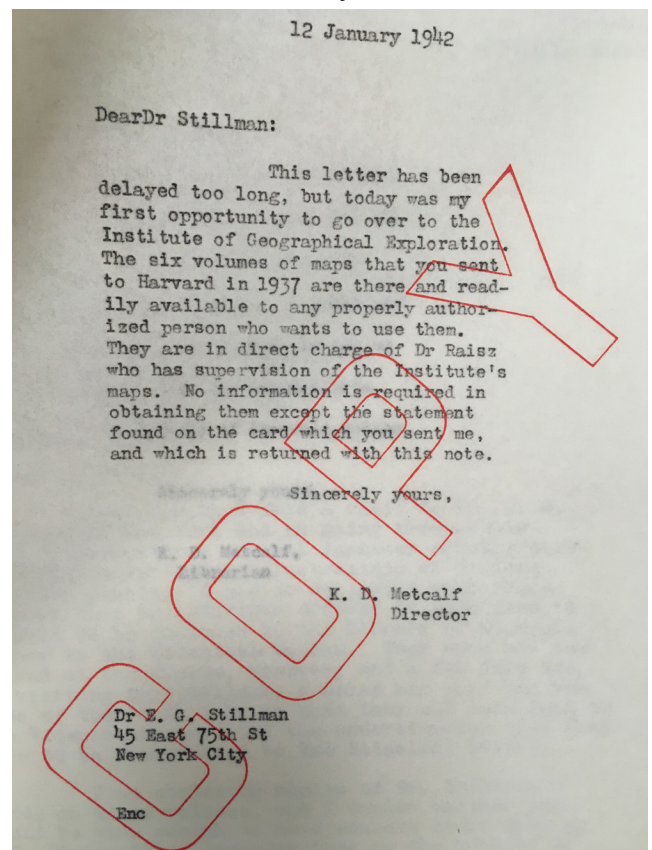 12 January 1942
DearDr Stillman:
This letter has been
delayed too long, but today was my
first opportunity to go over to the
Institute of Geographical Exploration.
The six volumes of maps that you sent
to Harvard in 1937 are there and read-
ily available to any properly author-
ized person who wants to use them.
They are in direct charge of Dr Raisz
who has supervision of the Institute's
maps. No information is required in
obtaining them except the statement
found on the card which you sent me,
and which is returned with this note.
Sincerely yours,
K. D. Metcalf,
Librarian
K. D. Metcalf
Director
Dr E. G. Stillman
45 East 75th St
New York City
Enc
COPY